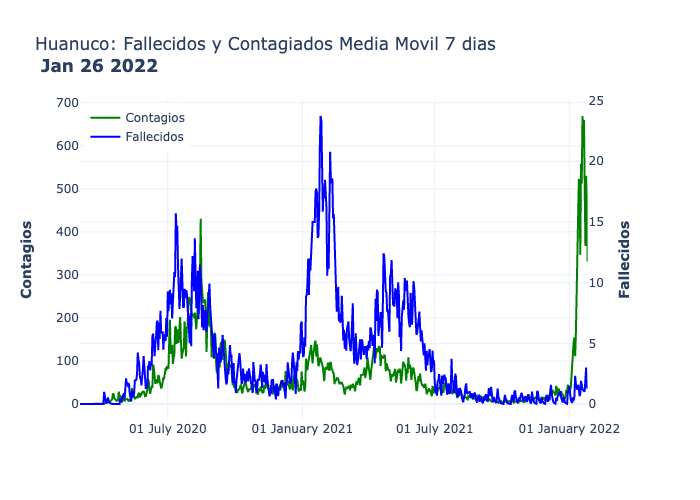 Huanuco: Fallecidos y Contagiados Media Movil 7 dias
Jan 26 2022
Contagios
Fallecidos
700
600
500
400
300
200
100
0
Contagios
25
20
15
10
5
0
Fallecidos
01 July 2020
01 January 2021
01 July 2021
01 January 2022